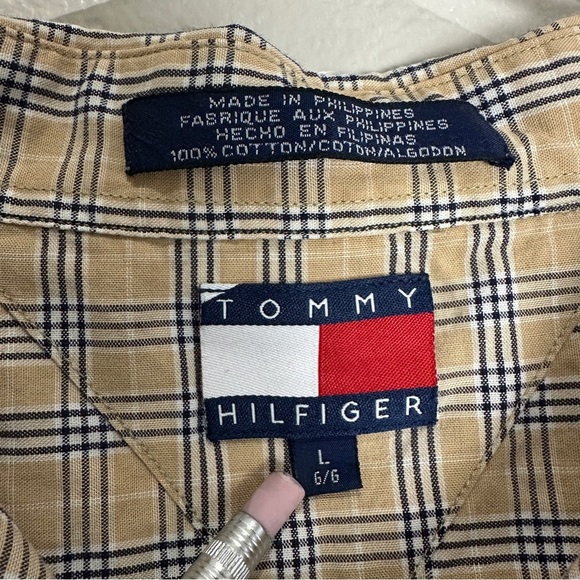 MADE IN PHILIPPINES
FABRIQUE AUX PHILIPPINES
HECHO EN FILIPINAS
100% COTTON/COTON/ALGODON
TOMMY
HILFIGER
L
G/G